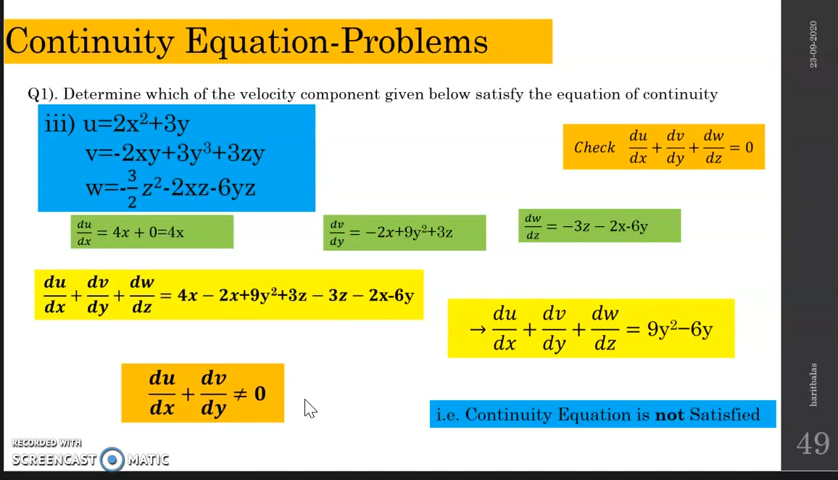 Continuity Equation-Problems
23-09-2020
Q1). Determine which of the velocity component given below satisfy the equation of continuity
iii) u=2x²+3y
v=-2xy+3y³+3zy
w=-3/2 z²-2xz-6yz
Check du/dx + dv/dy + dw/dz = 0
du/dx = 4x + 0=4x
dv/dy = −2x+9y²+3z
dw/dz = −3z − 2x-6y
du/dx + dv/dy + dw/dz = 4x − 2x+9y²+3z − 3z − 2x-6y
→ du/dx + dv/dy + dw/dz = 9y²−6y
du/dx + dv/dy ≠ 0
i.e. Continuity Equation is not Satisfied
harithalas
49
RECORDED WITH
SCREENCAST MATIC